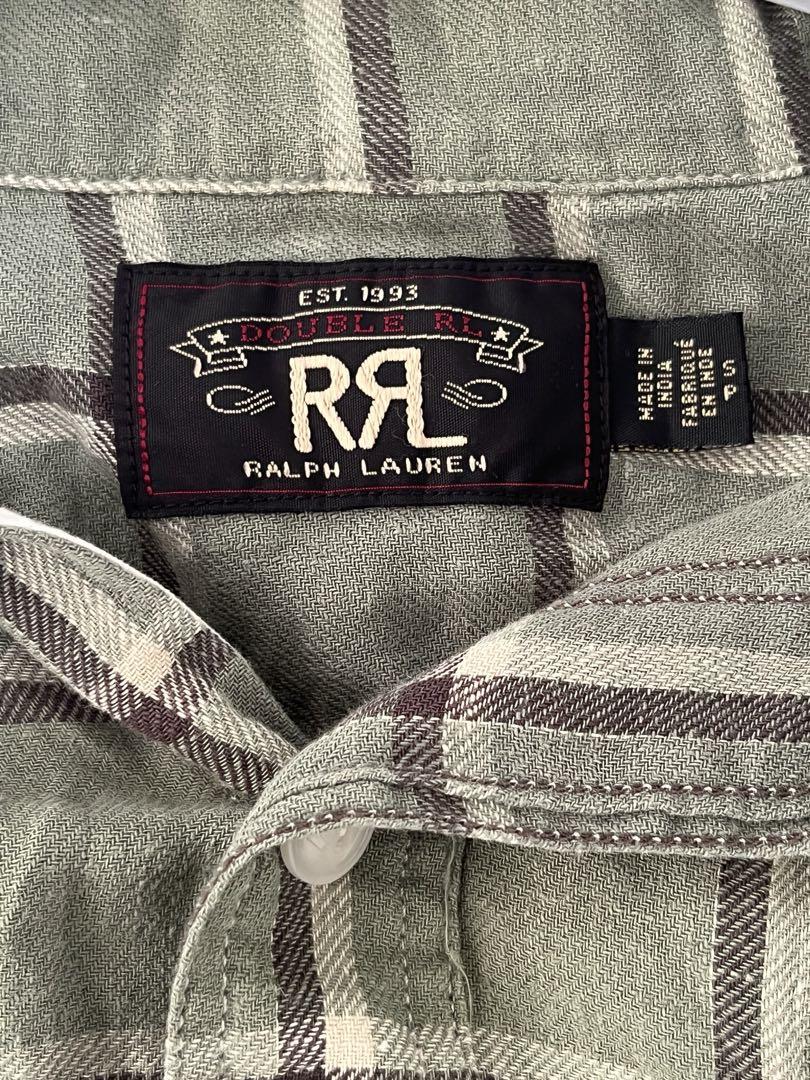 EST. 1993
DOUBLE RL
RRL
RALPH LAUREN
MADE IN
INDIA
FABRIQUÉ
EN INDE
S
P